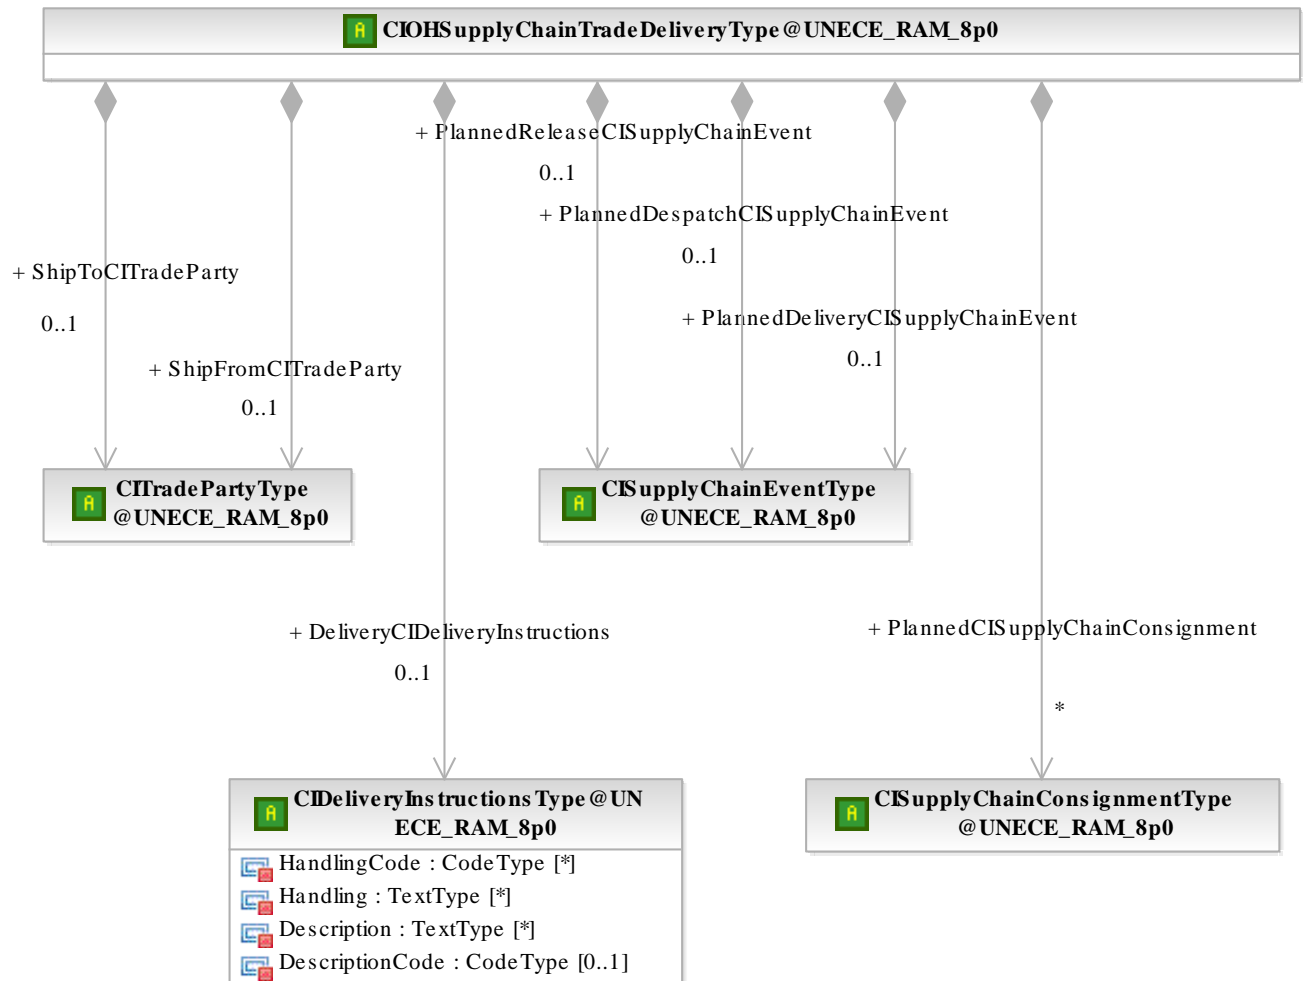 CIOHSupplyChainTradeDeliveryType@UNECE_RAM_8p0
+ PlannedReleaseCISupplyChainEvent
0..1
+ PlannedDespatchCISupplyChainEvent
0..1
+ ShipToCITradeParty
0..1
+ PlannedDeliveryCISupplyChainEvent
0..1
+ ShipFromCITradeParty
0..1
A CITradePartyType
@UNECE_RAM_8p0
A CISupplyChainEventType
@UNECE_RAM_8p0
+ DeliveryCIDeliveryInstructions
0..1
+ PlannedCISupplyChainConsignment
*
A CIDeliveryInstructionsType@UN
ECE_RAM_8p0
HandlingCode : CodeType [*]
Handling : TextType [*]
Description : TextType [*]
DescriptionCode : CodeType [0..1]
A CISupplyChainConsignmentType
@UNECE_RAM_8p0